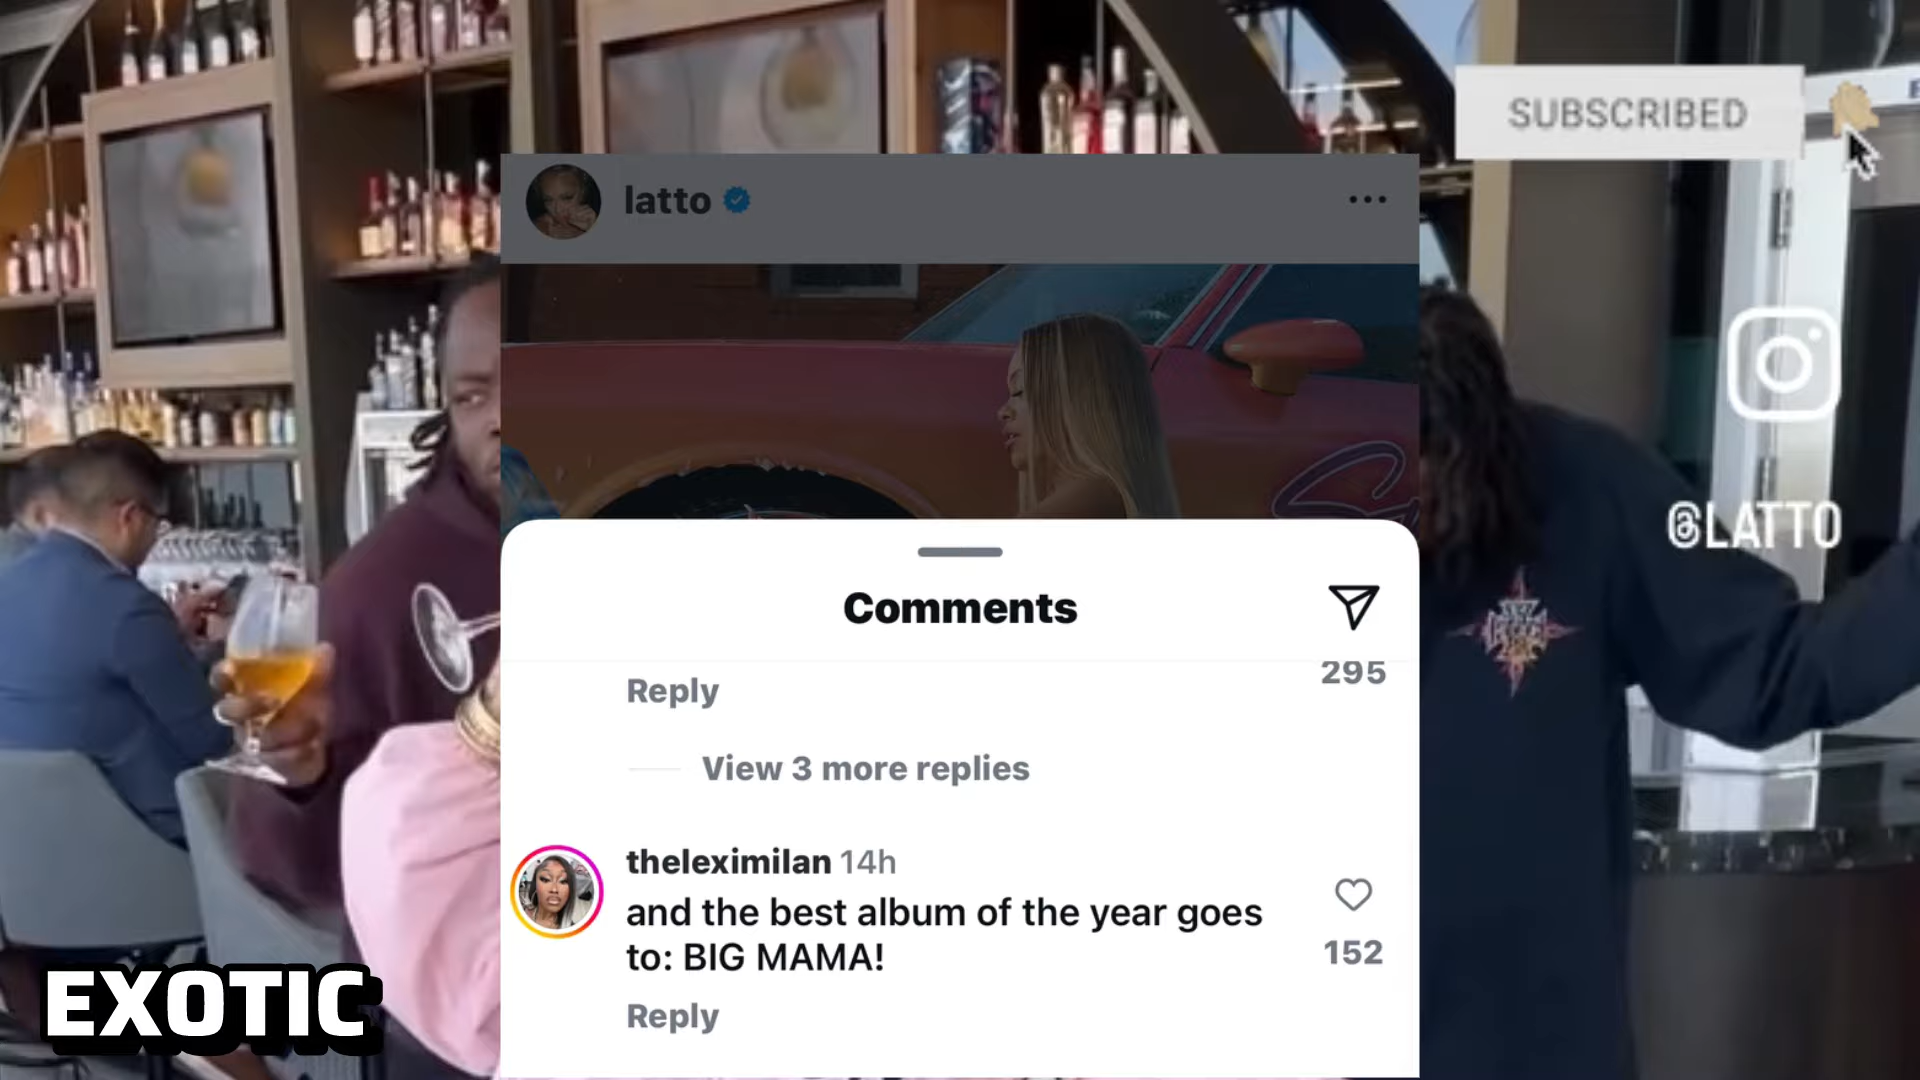 SUBSCRIBED
latto
@LATTO
Comments
295
Reply
View 3 more replies
theleximilan 14h
and the best album of the year goes
to: BIG MAMA!
152
Reply
EXOTIC